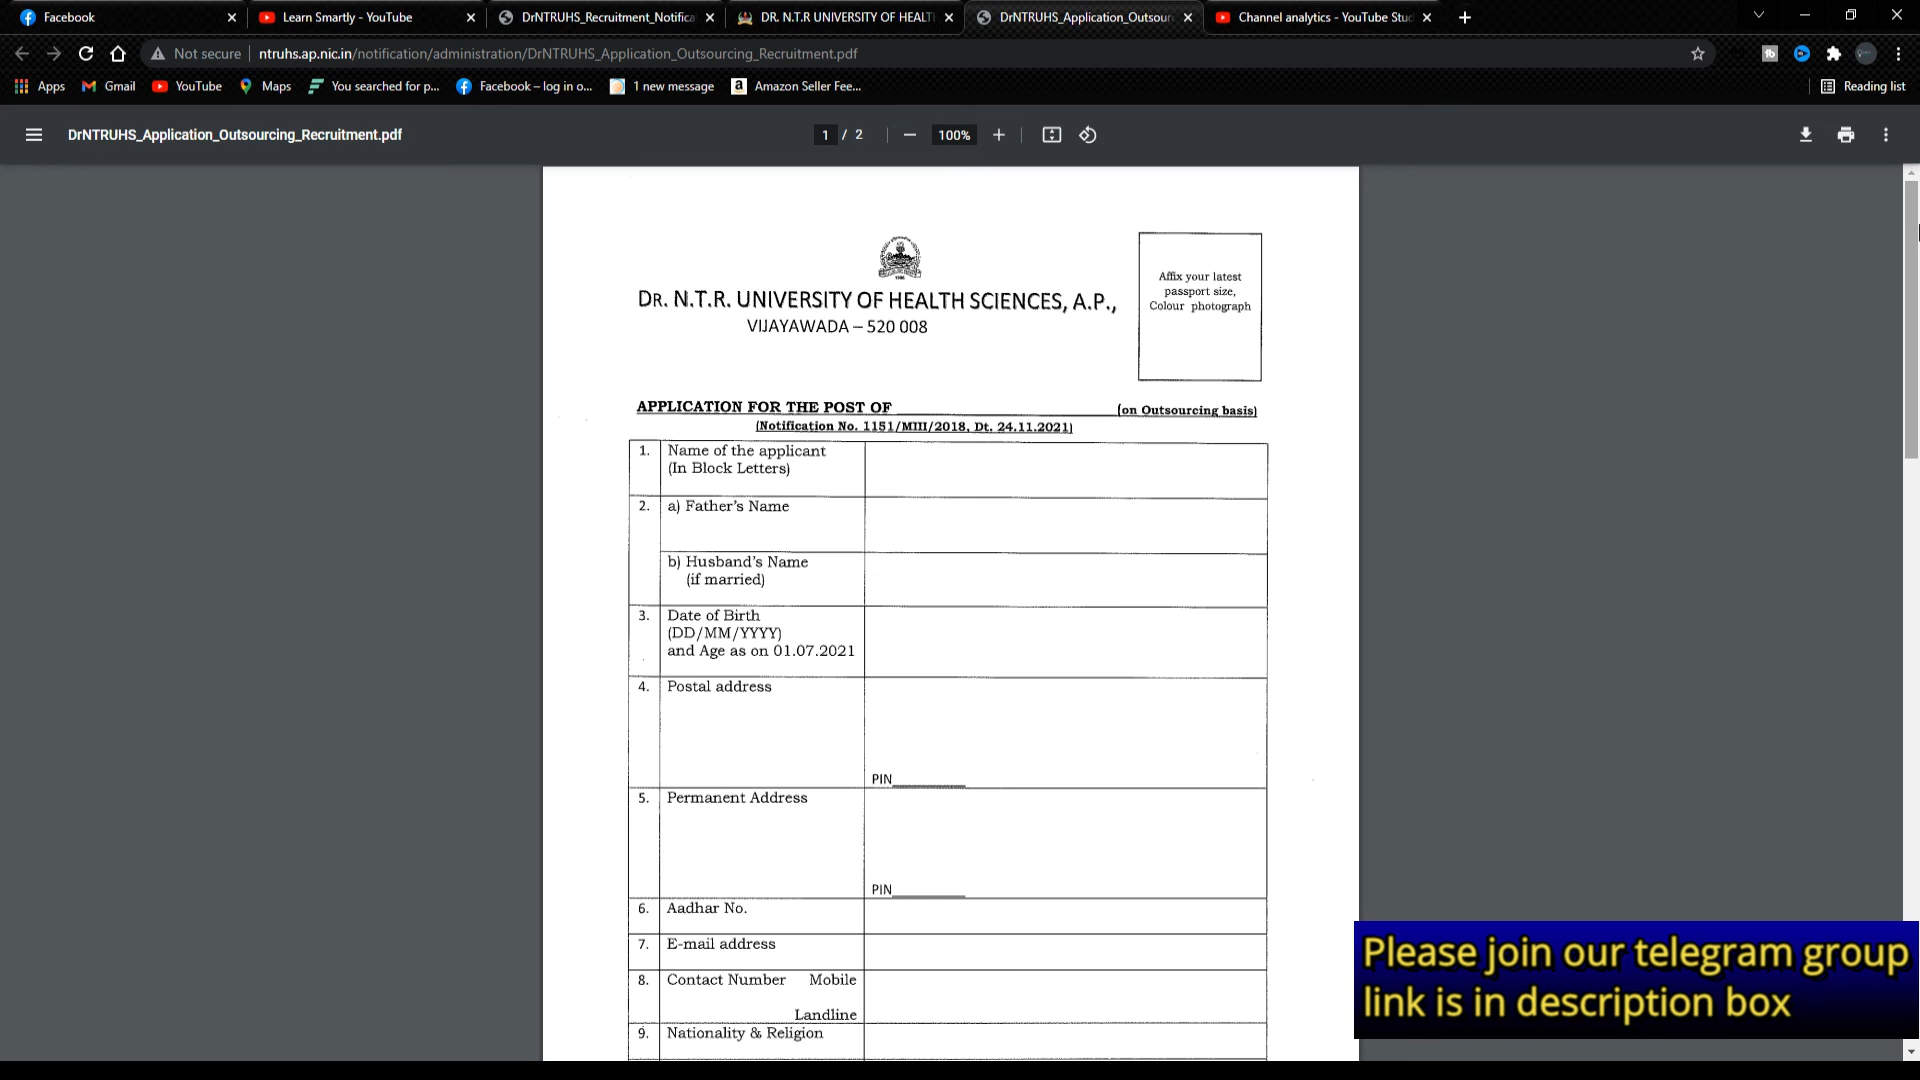 Facebook
Learn Smartly - YouTube
DrNTRUHS_Recruitment_Notifica
DR. N.T.R UNIVERSITY OF HEALT
DrNTRUHS_Application_Outsour
Channel analytics - YouTube Stud
Not secure
ntruhs.ap.nic.in/notification/administration/DrNTRUHS_Application_Outsourcing_Recruitment.pdf
Apps
Gmail
YouTube
Maps
You searched for p...
Facebook – log in o...
1 new message
Amazon Seller Fee...
Reading list
DrNTRUHS_Application_Outsourcing_Recruitment.pdf
1 / 2
100%
Affix your latest
passport size,
Colour photograph
DR. N.T.R. UNIVERSITY OF HEALTH SCIENCES, A.P.,
VIJAYAWADA – 520 008
APPLICATION FOR THE POST OF ____________________ (on Outsourcing basis)
(Notification No. 1151/MIII/2018, Dt. 24.11.2021)
1. Name of the applicant
(In Block Letters)
2. a) Father's Name
b) Husband's Name
(if married)
3. Date of Birth
(DD/MM/YYYY)
and Age as on 01.07.2021
4. Postal address
PIN_________
5. Permanent Address
PIN_________
6. Aadhar No.
7. E-mail address
8. Contact Number Mobile
Landline
9. Nationality & Religion
Please join our telegram group
link is in description box